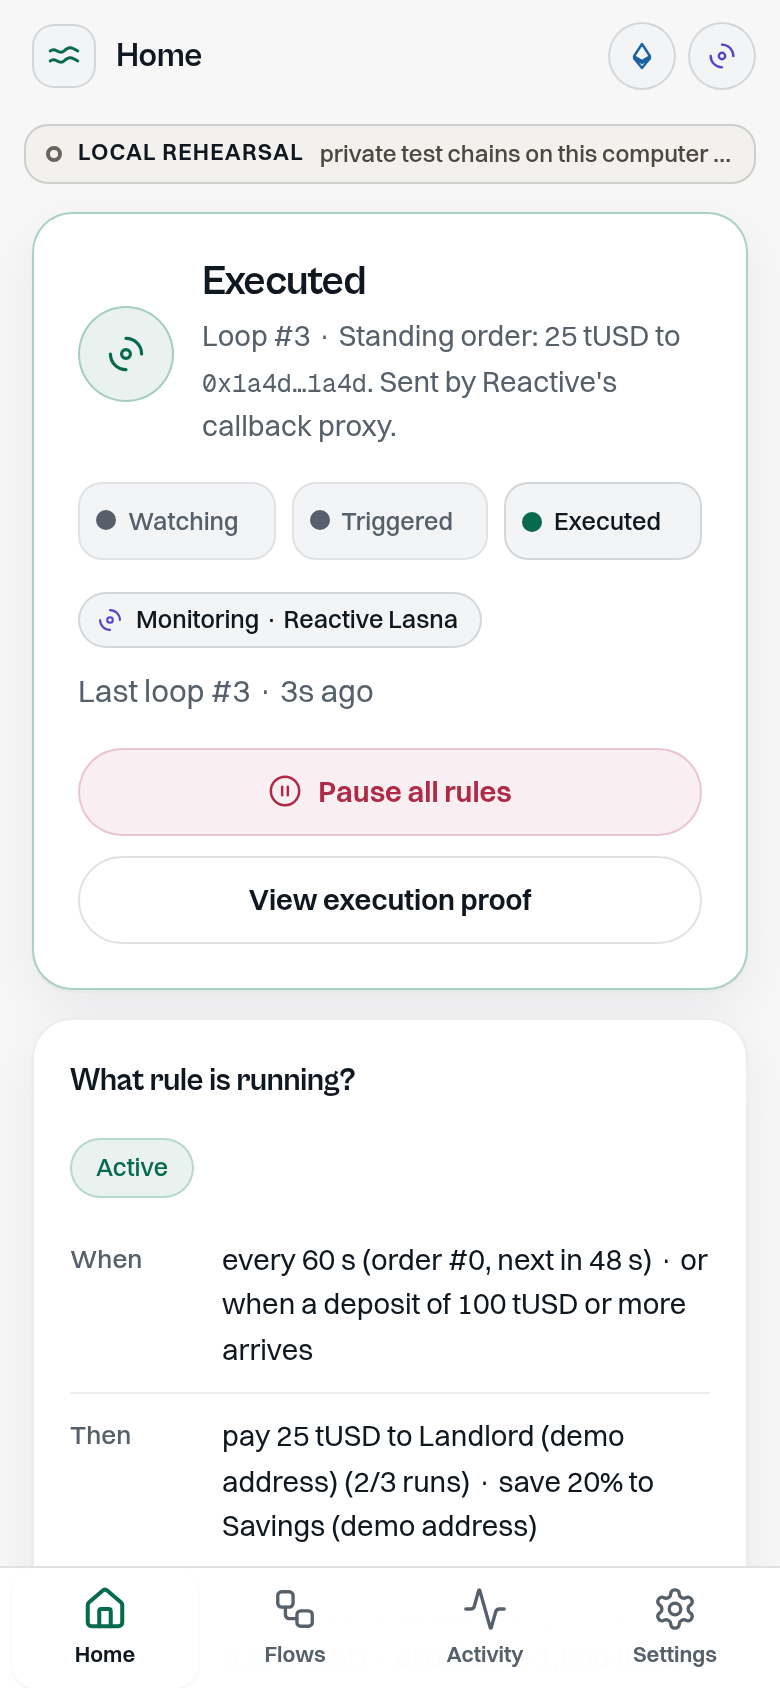 Home
LOCAL REHEARSAL private test chains on this computer ...
Executed
Loop #3 · Standing order: 25 tUSD to
0x1a4d…1a4d. Sent by Reactive's
callback proxy.
Watching
Triggered
Executed
Monitoring · Reactive Lasna
Last loop #3 · 3s ago
Pause all rules
View execution proof
What rule is running?
Active
When
every 60 s (order #0, next in 48 s) · or
when a deposit of 100 tUSD or more
arrives
Then
pay 25 tUSD to Landlord (demo
address) (2/3 runs) · save 20% to
Savings (demo address)
Home
Flows
Activity
Settings